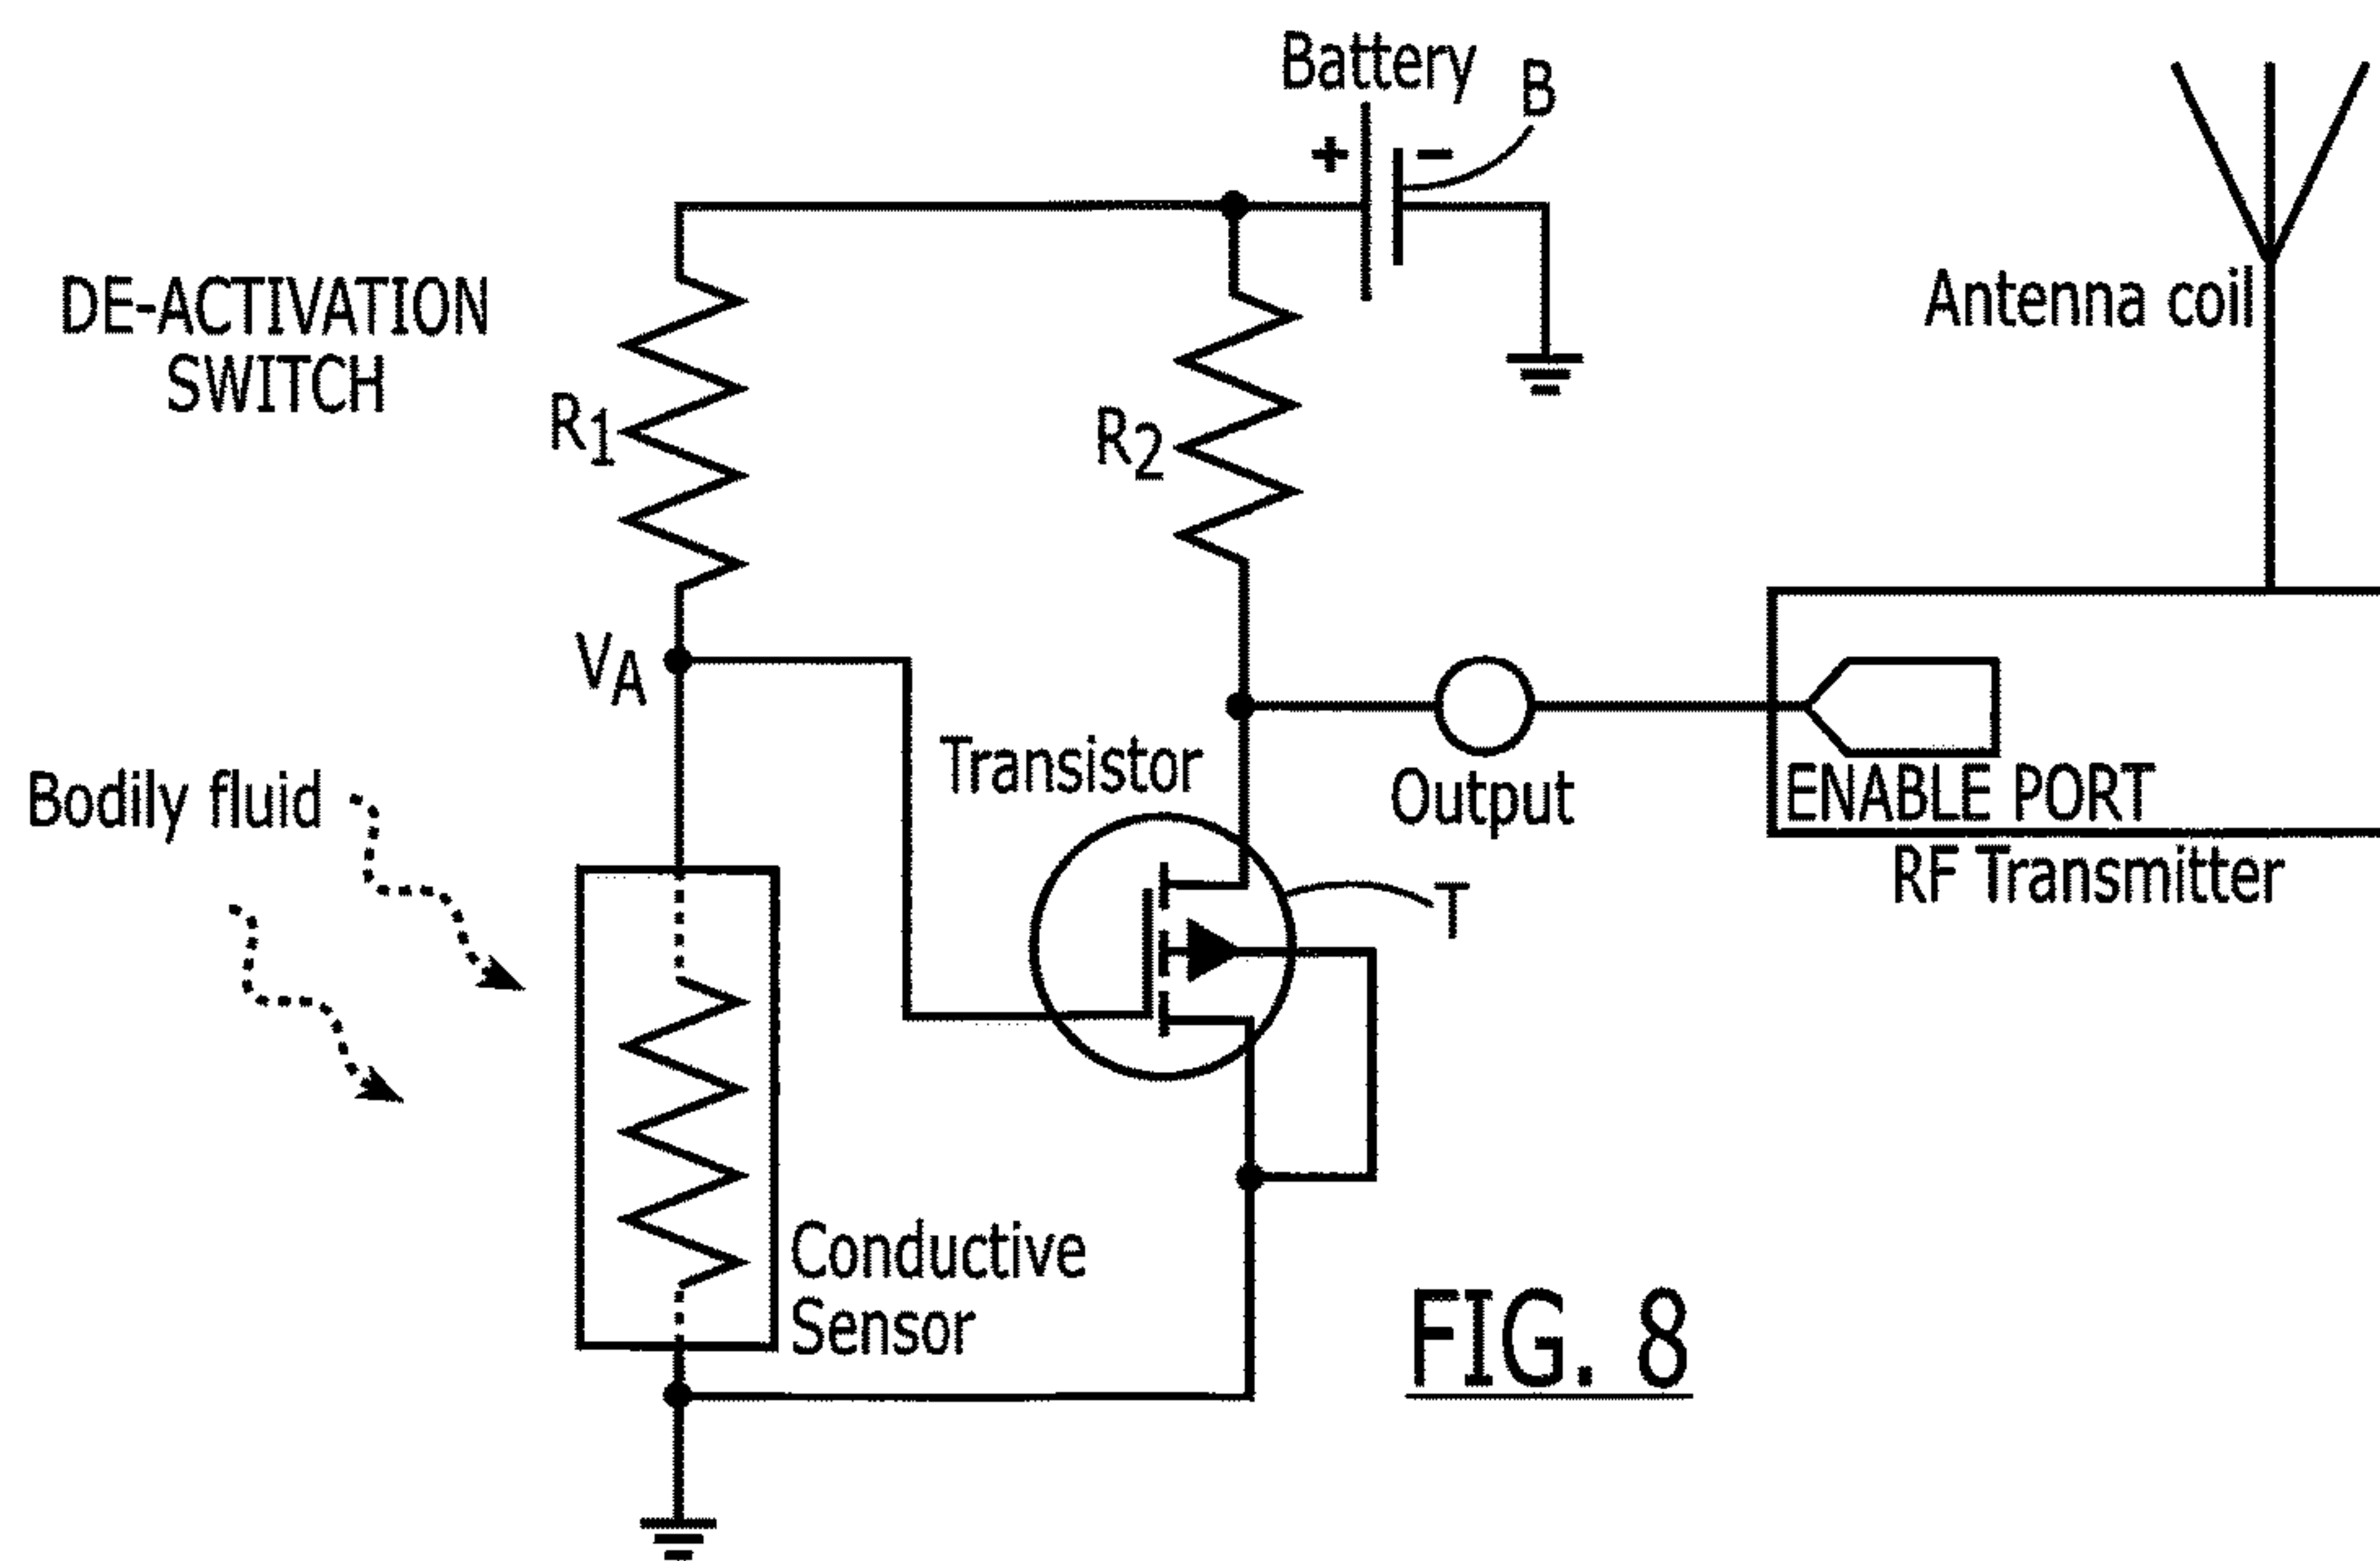 Battery
B
+ -
DE-ACTIVATION
SWITCH
Antenna coil
R1
R2
VA
Transistor
Bodily fluid
Output
ENABLE PORT
RF Transmitter
T
Conductive
Sensor
FIG. 8